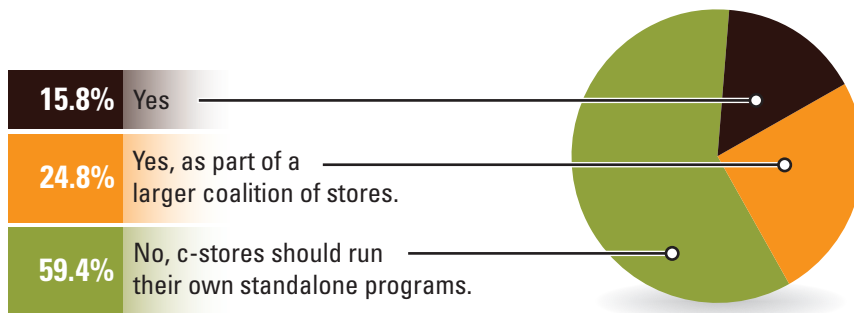 15.8% Yes
24.8% Yes, as part of a
larger coalition of stores.
59.4% No, c-stores should run
their own standalone programs.